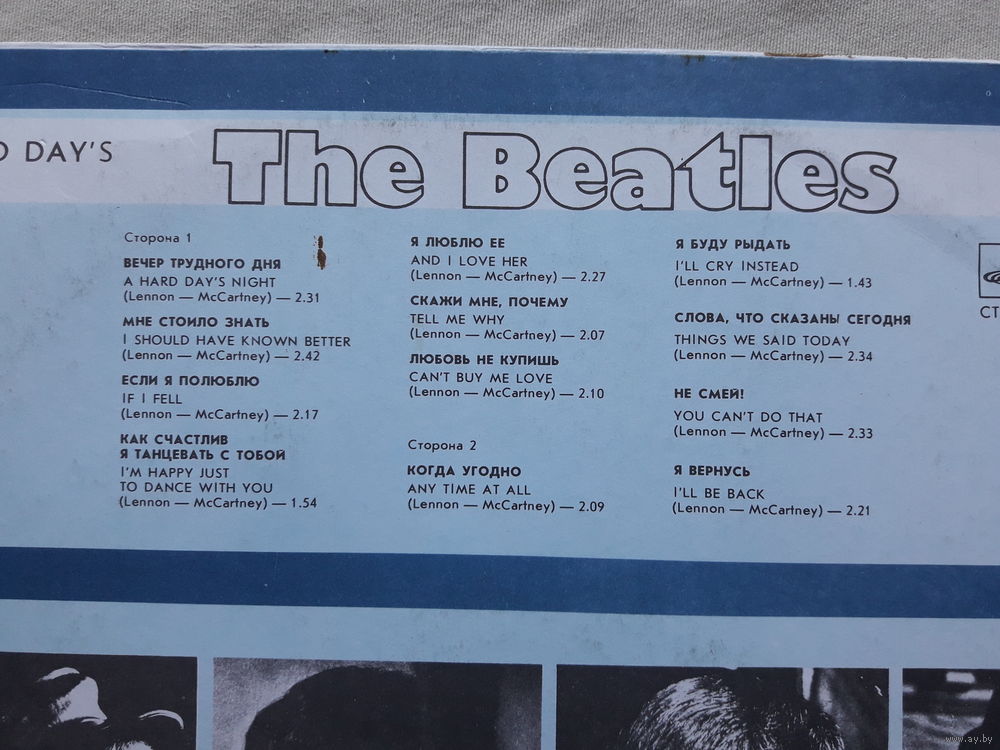 D DAY'S
The Beatles
Сторона 1
ВЕЧЕР ТРУДНОГО ДНЯ
A HARD DAY'S NIGHT
(Lennon — McCartney) — 2.31
МНЕ СТОИЛО ЗНАТЬ
I SHOULD HAVE KNOWN BETTER
(Lennon — McCartney) — 2.42
ЕСЛИ Я ПОЛЮБЛЮ
IF I FELL
(Lennon — McCartney) — 2.17
КАК СЧАСТЛИВ
Я ТАНЦЕВАТЬ С ТОБОЙ
I'M HAPPY JUST
TO DANCE WITH YOU
(Lennon — McCartney) — 1.54
Я ЛЮБЛЮ ЕЕ
AND I LOVE HER
(Lennon — McCartney) — 2.27
СКАЖИ МНЕ, ПОЧЕМУ
TELL ME WHY
(Lennon — McCartney) — 2.07
ЛЮБОВЬ НЕ КУПИШЬ
CAN'T BUY ME LOVE
(Lennon — McCartney) — 2.10
Сторона 2
КОГДА УГОДНО
ANY TIME AT ALL
(Lennon — McCartney) — 2.09
Я БУДУ РЫДАТЬ
I'LL CRY INSTEAD
(Lennon — McCartney) — 1.43
СЛОВА, ЧТО СКАЗАНЫ СЕГОДНЯ
THINGS WE SAID TODAY
(Lennon — McCartney) — 2.34
НЕ СМЕЙ!
YOU CAN'T DO THAT
(Lennon — McCartney) — 2.33
Я ВЕРНУСЬ
I'LL BE BACK
(Lennon — McCartney) — 2.21
СТ
www.ay.by